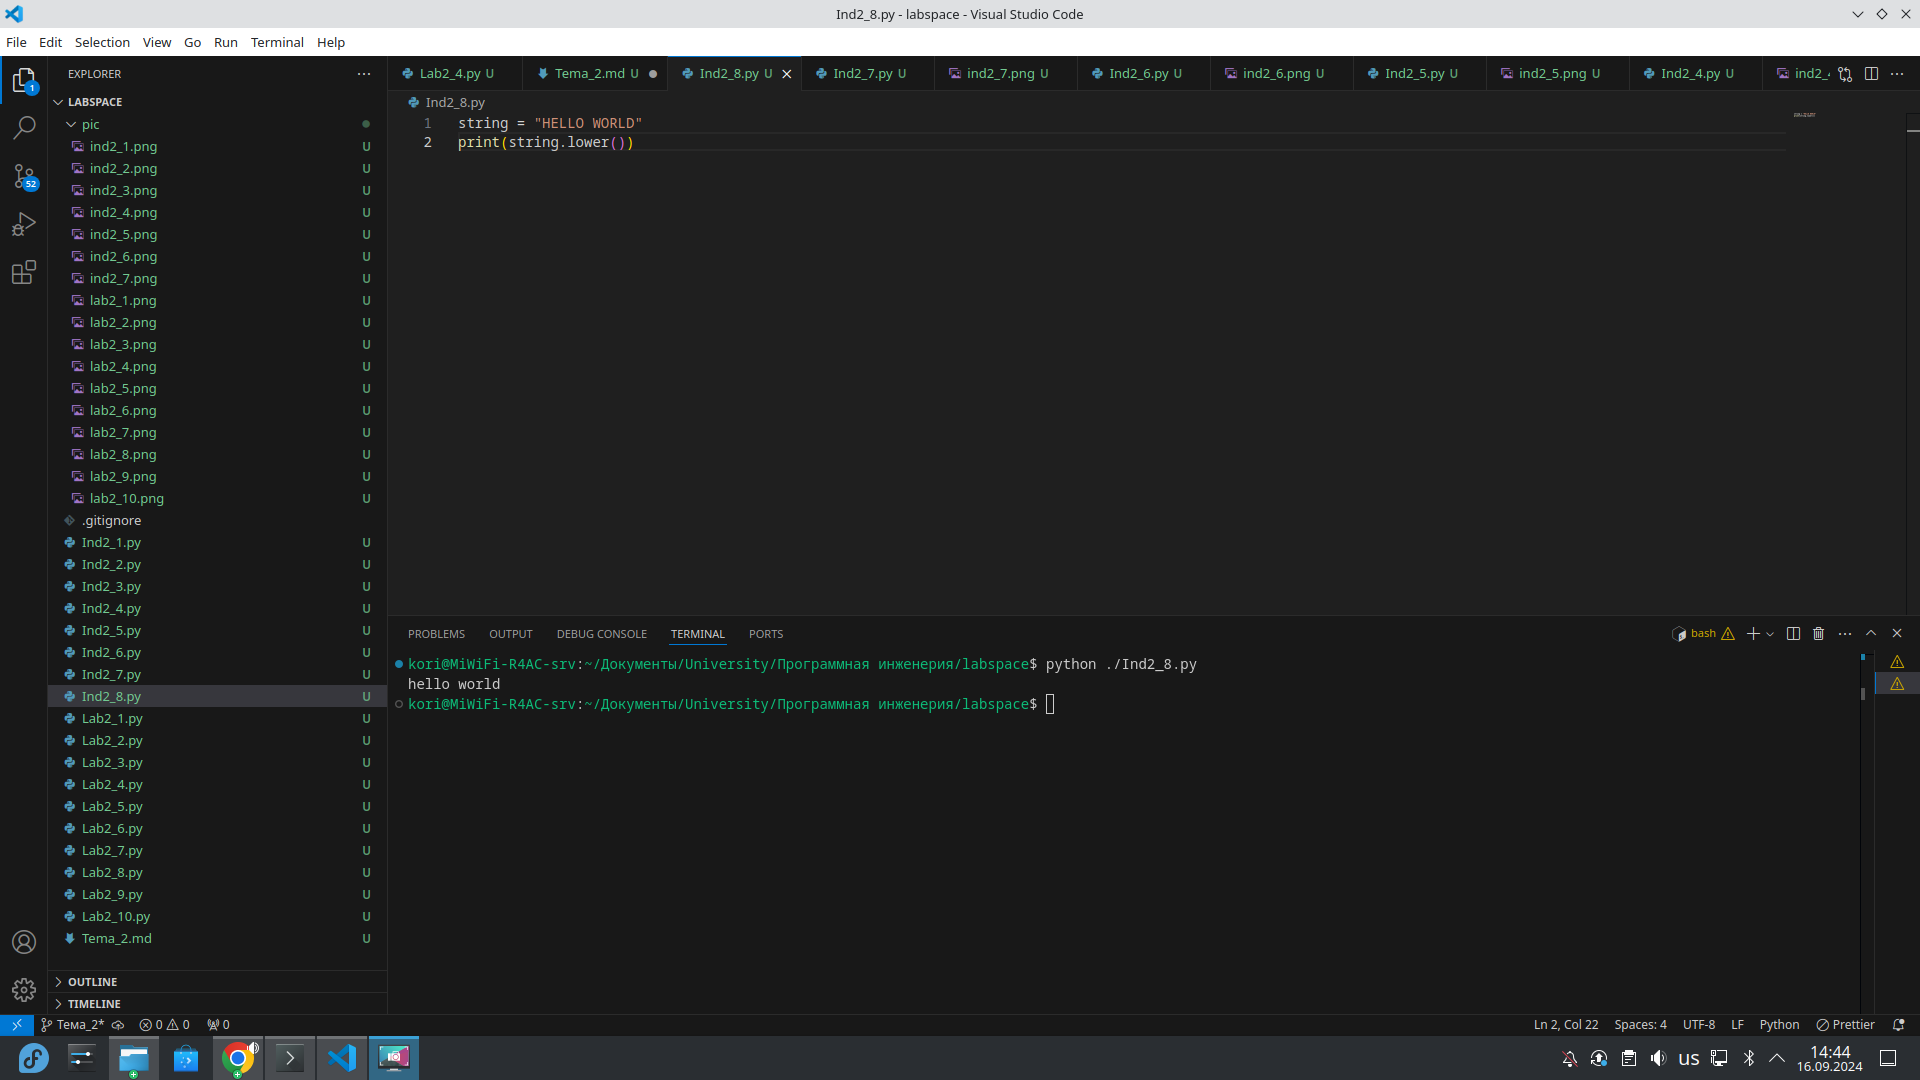 Ind2_8.py - labspace - Visual Studio Code
File Edit Selection View Go Run Terminal Help
EXPLORER
Lab2_4.py U
Tema_2.md U
Ind2_8.py U
Ind2_7.py U
ind2_7.png U
Ind2_6.py U
ind2_6.png U
Ind2_5.py U
ind2_5.png U
Ind2_4.py U
ind2_
1
LABSPACE
pic
ind2_1.png U
ind2_2.png U
ind2_3.png U
ind2_4.png U
ind2_5.png U
ind2_6.png U
ind2_7.png U
lab2_1.png U
lab2_2.png U
lab2_3.png U
lab2_4.png U
lab2_5.png U
lab2_6.png U
lab2_7.png U
lab2_8.png U
lab2_9.png U
lab2_10.png U
.gitignore
Ind2_1.py U
Ind2_2.py U
Ind2_3.py U
Ind2_4.py U
Ind2_5.py U
Ind2_6.py U
Ind2_7.py U
Ind2_8.py U
Lab2_1.py U
Lab2_2.py U
Lab2_3.py U
Lab2_4.py U
Lab2_5.py U
Lab2_6.py U
Lab2_7.py U
Lab2_8.py U
Lab2_9.py U
Lab2_10.py U
Tema_2.md U
52
OUTLINE
TIMELINE
Ind2_8.py
1 string = "HELLO WORLD"
2 print(string.lower())
PROBLEMS OUTPUT DEBUG CONSOLE TERMINAL PORTS
bash
kori@MiWiFi-R4AC-srv:~/Документы/University/Программная инженерия/labspace$ python ./Ind2_8.py
hello world
kori@MiWiFi-R4AC-srv:~/Документы/University/Программная инженерия/labspace$
Тема_2* 0 0 0
Ln 2, Col 22 Spaces: 4 UTF-8 LF Python Prettier
us
14:44
16.09.2024